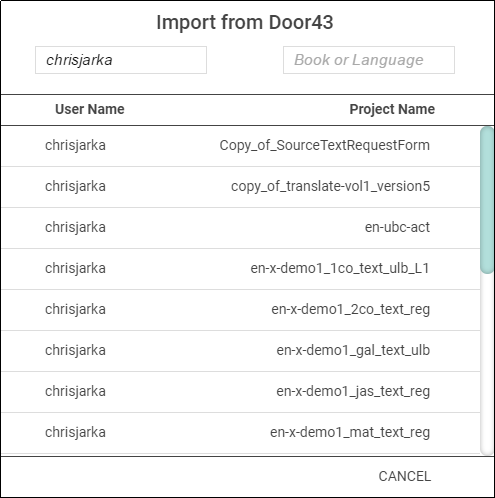 Import from Door43
chrisjarka Book or Language
User Name Project Name
chrisjarka Copy_of_SourceTextRequestForm
chrisjarka copy_of_translate-vol1_version5
chrisjarka en-ubc-act
chrisjarka en-x-demo1_1co_text_ulb_L1
chrisjarka en-x-demo1_2co_text_reg
chrisjarka en-x-demo1_gal_text_ulb
chrisjarka en-x-demo1_jas_text_reg
chrisjarka en-x-demo1_mat_text_reg
CANCEL